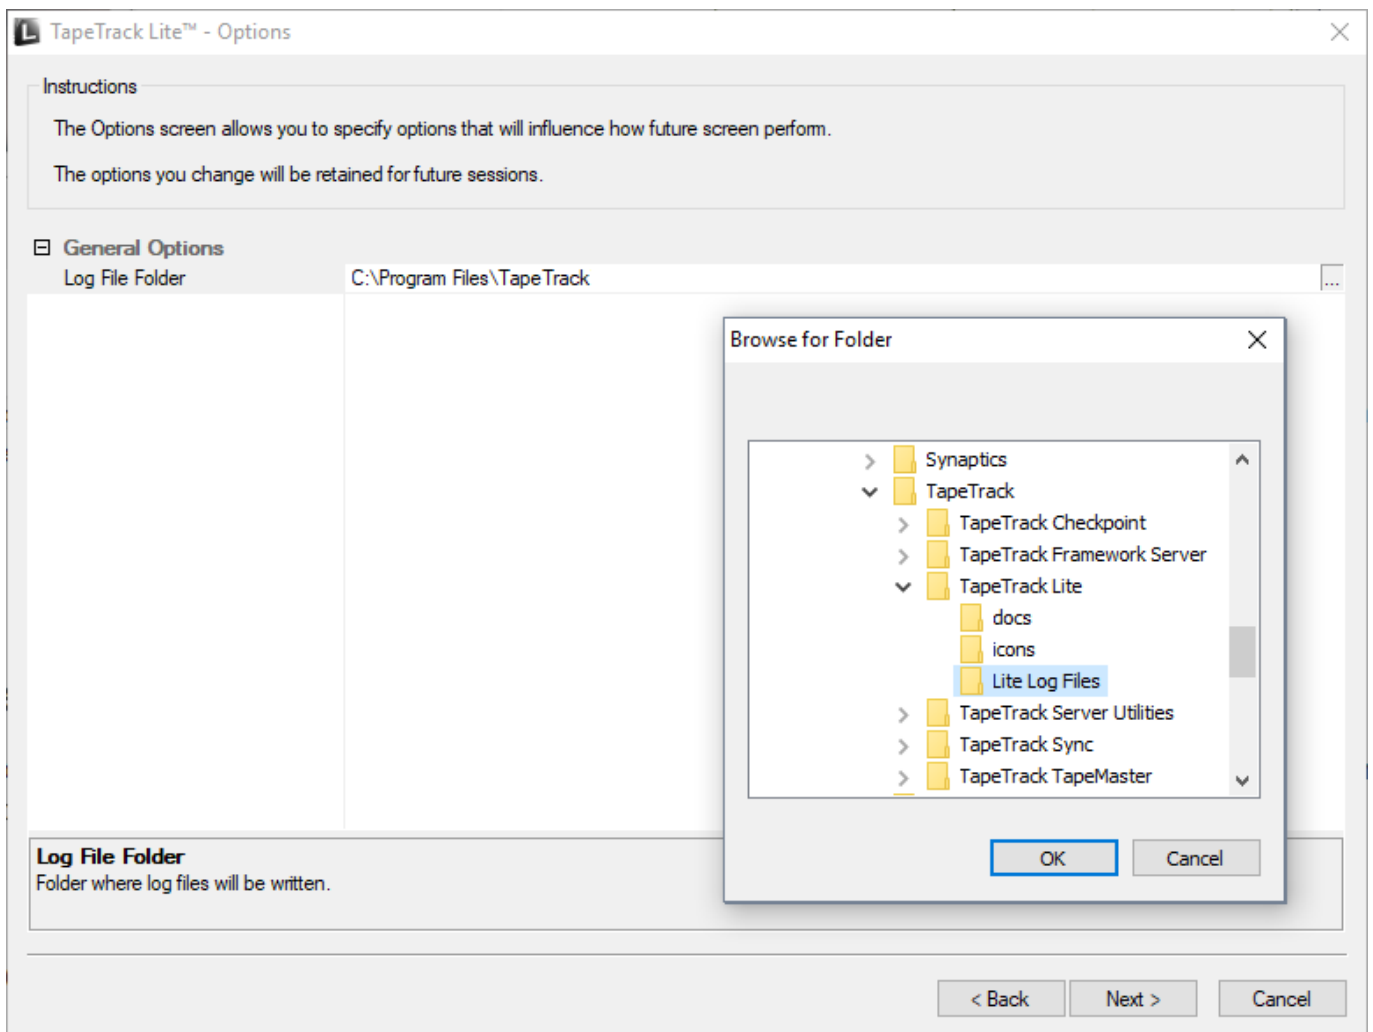 TapeTrack Lite™ - Options
Instructions
The Options screen allows you to specify options that will influence how future screen perform.
The options you change will be retained for future sessions.
General Options
Log File Folder C:\Program Files\TapeTrack ...
Browse for Folder
Synaptics
TapeTrack
TapeTrack Checkpoint
TapeTrack Framework Server
TapeTrack Lite
docs
icons
Lite Log Files
TapeTrack Server Utilities
TapeTrack Sync
TapeTrack TapeMaster
OK Cancel
Log File Folder
Folder where log files will be written.
< Back Next > Cancel